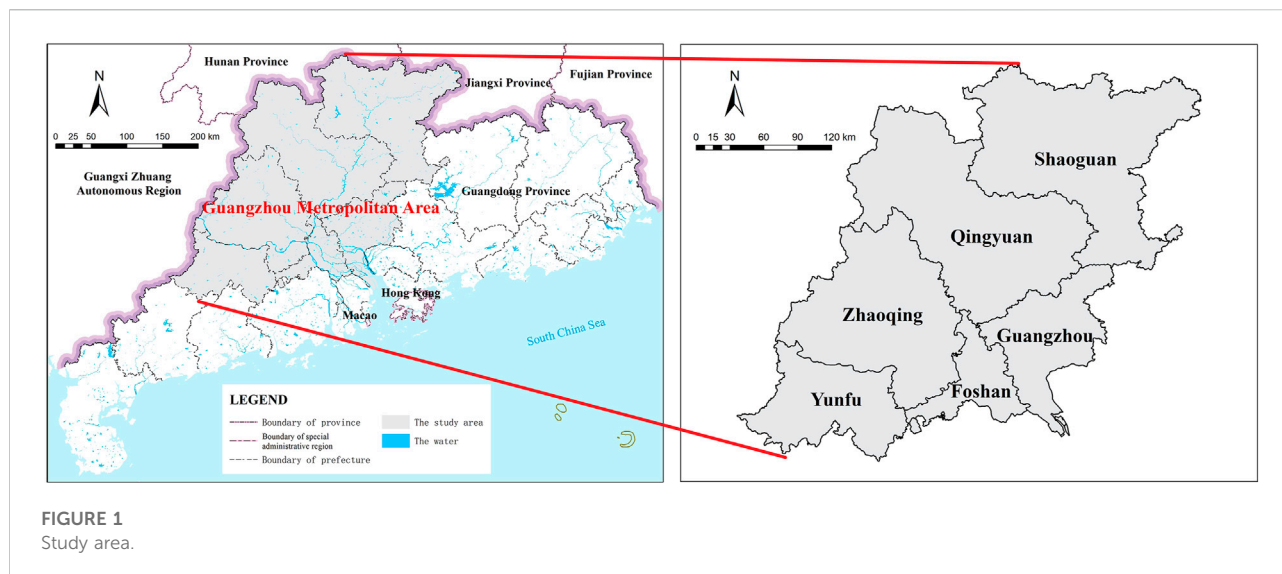 Hunan Province
Jiangxi Province
Fujian Province
N
0 25 50 100 150 200 km
Guangxi Zhuang
Autonomous Region
Guangdong Province
Guangzhou Metropolitan Area
Hong Kong
Macao
South China Sea
LEGEND
Boundary of province
Boundary of special
administrative region
Boundary of prefecture
The study area
The water
N
0 15 30 60 90 120 km
Shaoguan
Qingyuan
Zhaoqing
Guangzhou
Foshan
Yunfu
FIGURE 1
Study area.